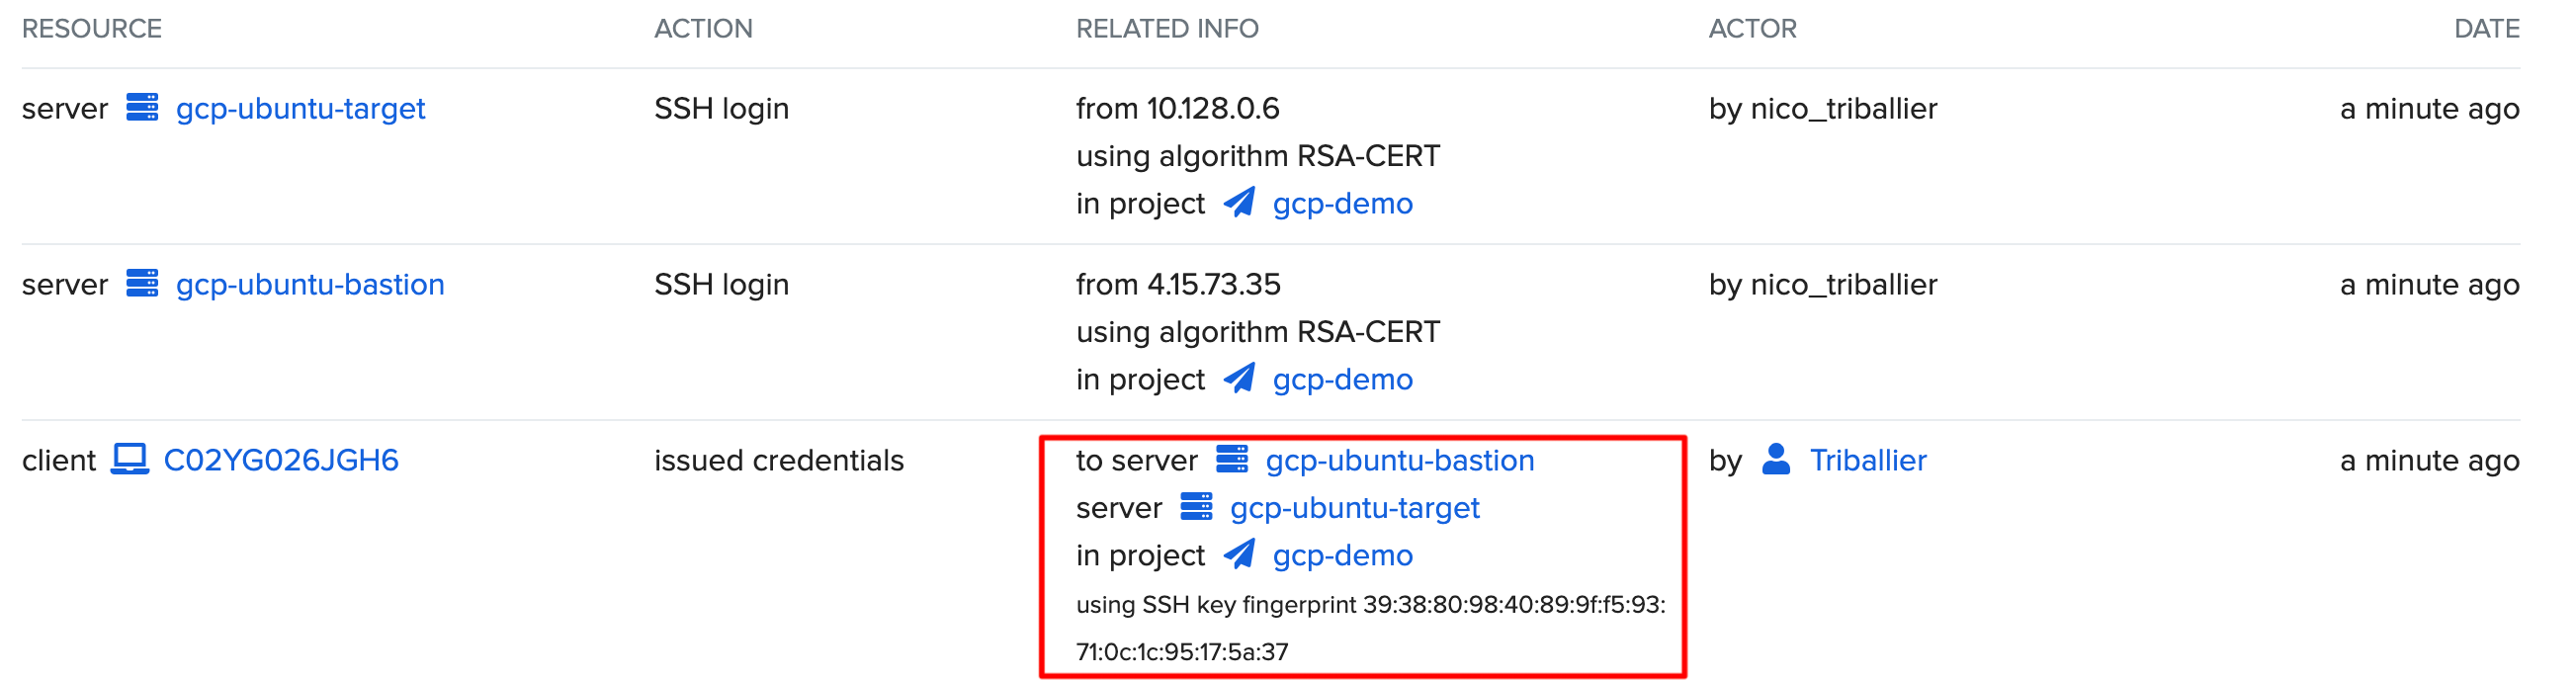 RESOURCE ACTION RELATED INFO ACTOR DATE
server gcp-ubuntu-target SSH login from 10.128.0.6 by nico_triballier a minute ago
using algorithm RSA-CERT
in project gcp-demo
server gcp-ubuntu-bastion SSH login from 4.15.73.35 by nico_triballier a minute ago
using algorithm RSA-CERT
in project gcp-demo
client C02YG026JGH6 issued credentials to server gcp-ubuntu-bastion by Triballier a minute ago
server gcp-ubuntu-target
in project gcp-demo
using SSH key fingerprint 39:38:80:98:40:89:9f:f5:93:
71:0c:1c:95:17:5a:37